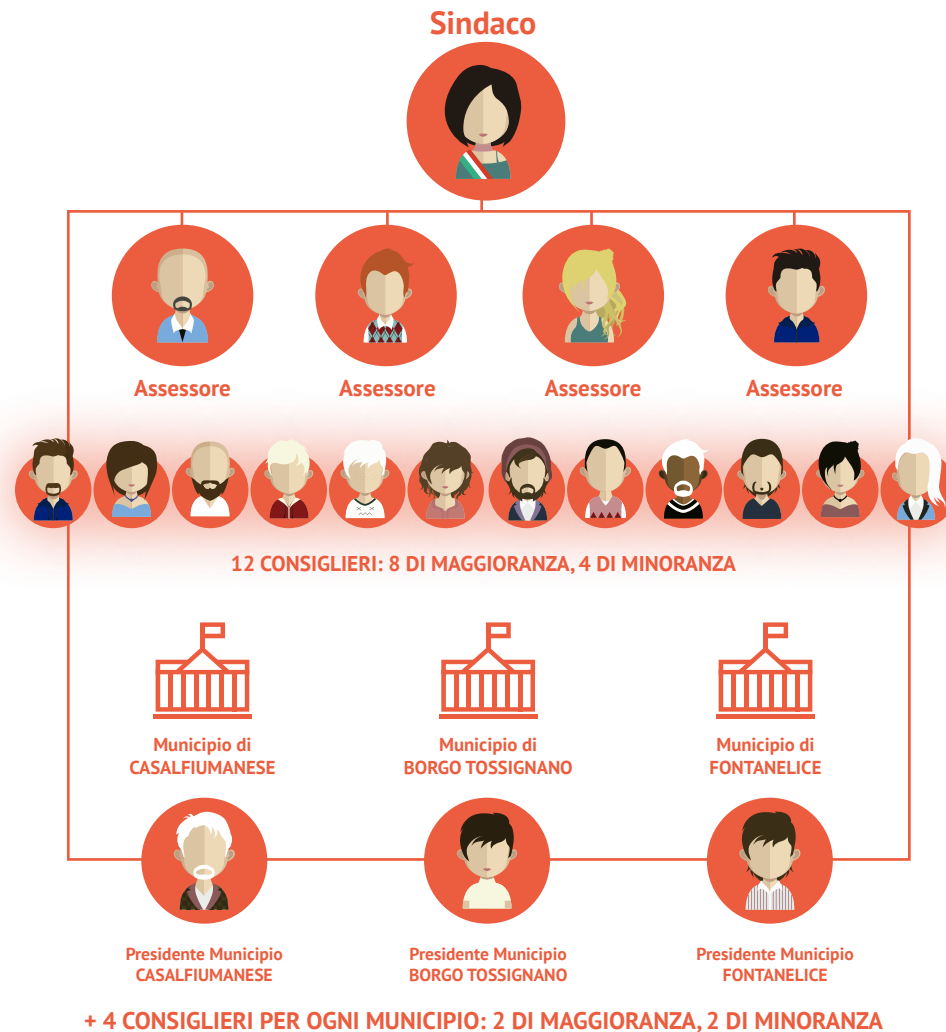 Sindaco
Assessore
Assessore
Assessore
Assessore
12 CONSIGLIERI: 8 DI MAGGIORANZA, 4 DI MINORANZA
Municipio di
CASALFIUMANESE
Municipio di
BORGO TOSSIGNANO
Municipio di
FONTANELICE
Presidente Municipio
CASALFIUMANESE
Presidente Municipio
BORGO TOSSIGNANO
Presidente Municipio
FONTANELICE
+ 4 CONSIGLIERI PER OGNI MUNICIPIO: 2 DI MAGGIORANZA, 2 DI MINORANZA